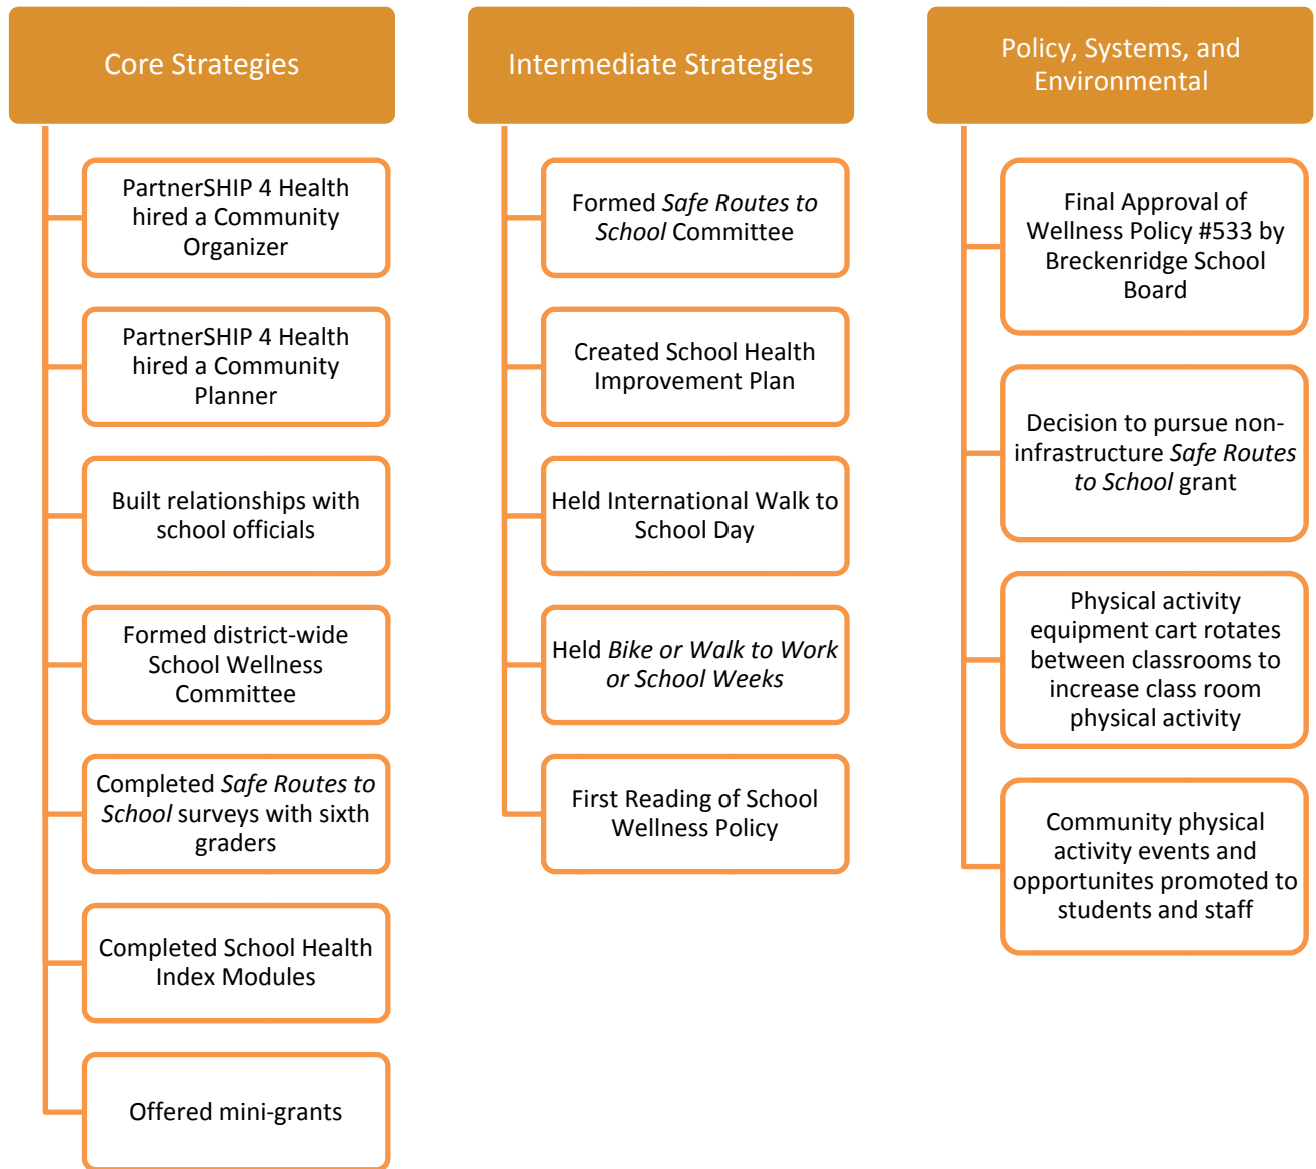 Core Strategies
PartnerSHIP 4 Health
hired a Community
Organizer
PartnerSHIP 4 Health
hired a Community
Planner
Built relationships with
school officials
Formed district-wide
School Wellness
Committee
Completed Safe Routes to
School surveys with sixth
graders
Completed School Health
Index Modules
Offered mini-grants
Intermediate Strategies
Formed Safe Routes to
School Committee
Created School Health
Improvement Plan
Held International Walk to
School Day
Held Bike or Walk to Work
or School Weeks
First Reading of School
Wellness Policy
Policy, Systems, and
Environmental
Final Approval of
Wellness Policy #533 by
Breckenridge School
Board
Decision to pursue non-
infrastructure Safe Routes
to School grant
Physical activity
equipment cart rotates
between classrooms to
increase class room
physical activity
Community physical
activity events and
opportunites promoted to
students and staff